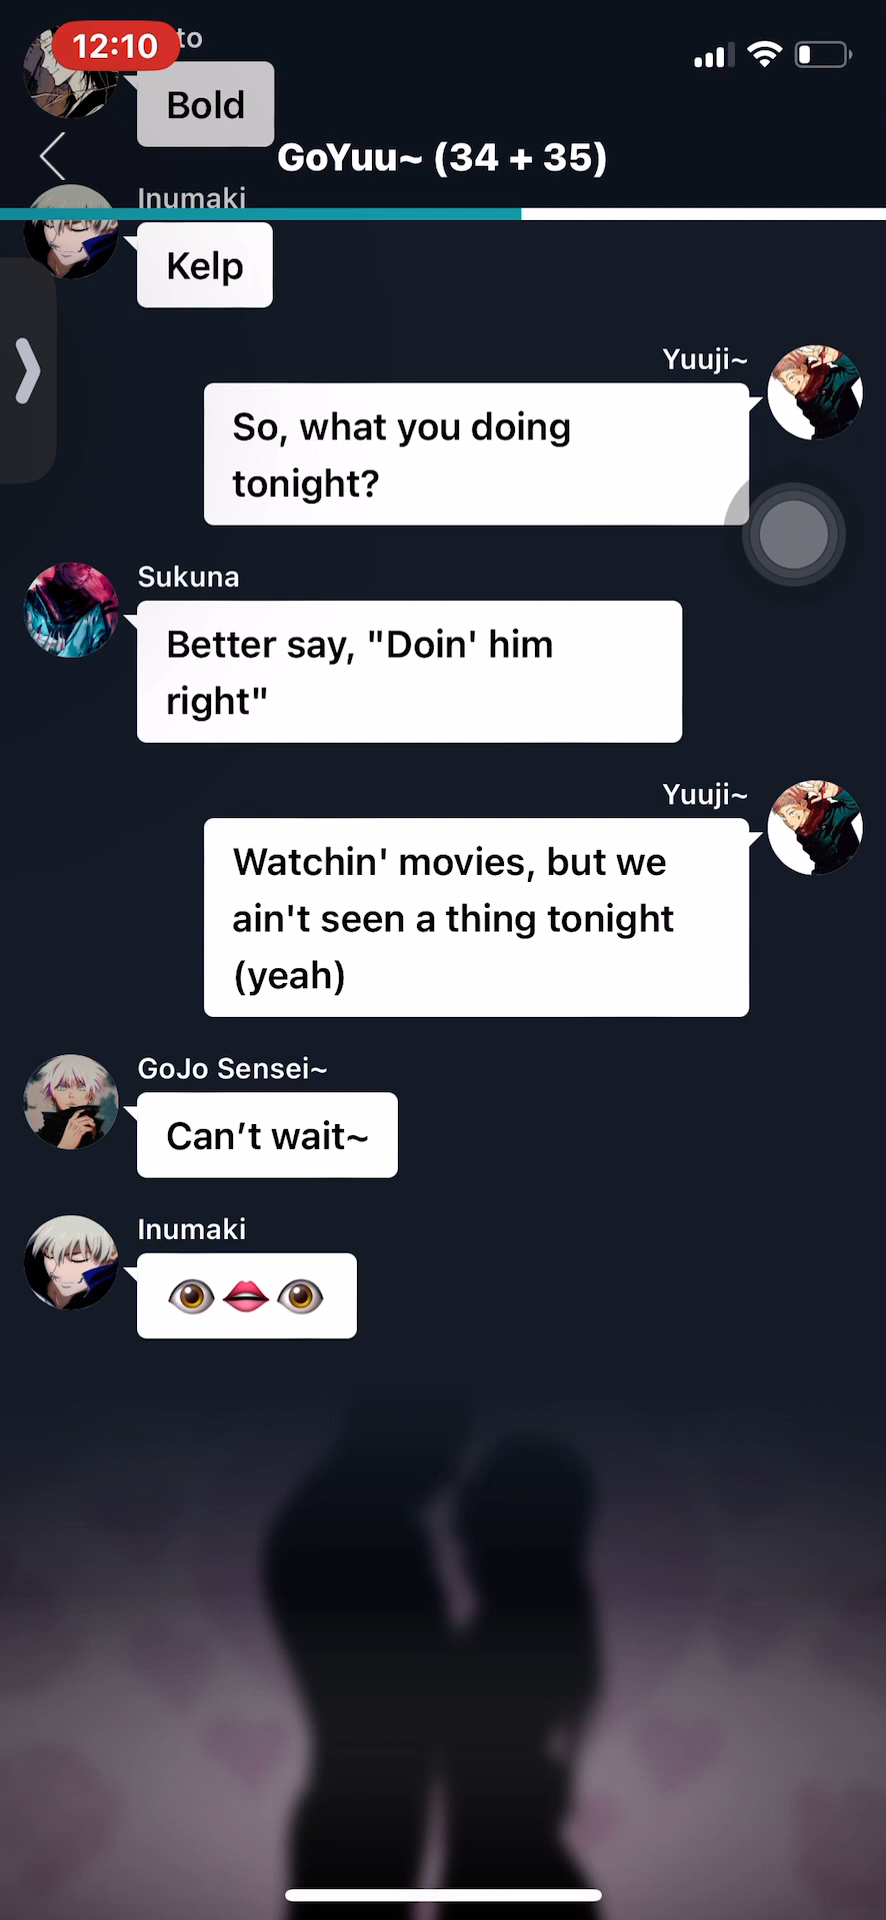 12:10
to
Bold
GoYuu~ (34 + 35)
Inumaki
Kelp
Yuuji~
So, what you doing
tonight?
Sukuna
Better say, "Doin' him
right"
Yuuji~
Watchin' movies, but we
ain't seen a thing tonight
(yeah)
GoJo Sensei~
Can’t wait~
Inumaki
👁👄👁